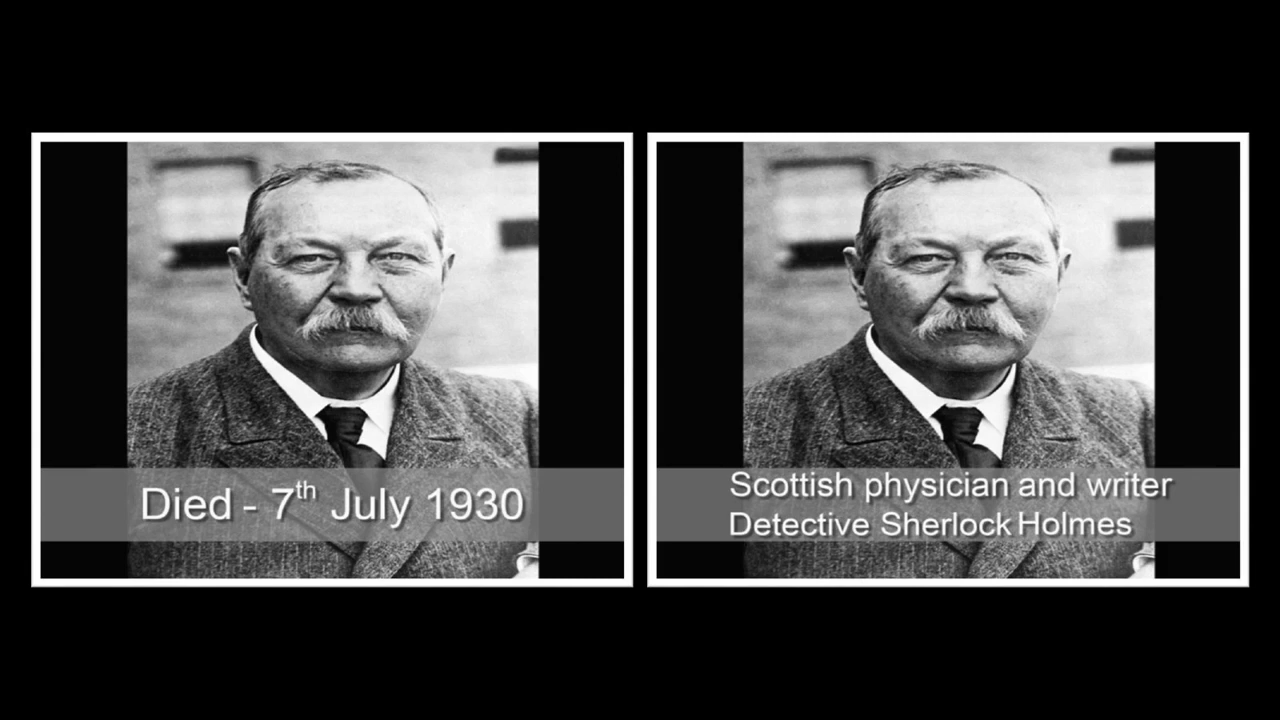 Died - 7th July 1930
Scottish physician and writer
Detective Sherlock Holmes